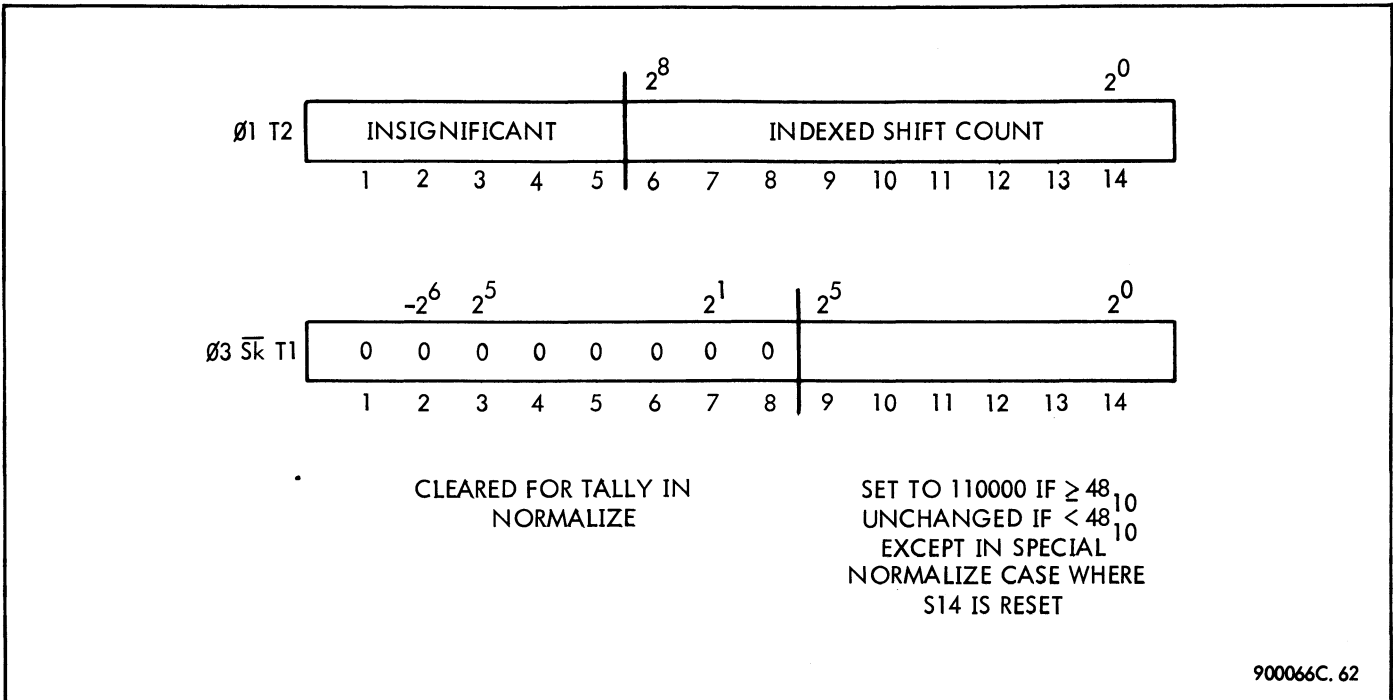 2^8 2^0
Ø1 T2 INSIGNIFICANT INDEXED SHIFT COUNT
1 2 3 4 5 6 7 8 9 10 11 12 13 14
-2^6 2^5 2^1 2^5 2^0
Ø3 S̅k̅ T1 0 0 0 0 0 0 0 0
1 2 3 4 5 6 7 8 9 10 11 12 13 14
CLEARED FOR TALLY IN
NORMALIZE
SET TO 110000 IF ≥ 48₁₀
UNCHANGED IF < 48₁₀
EXCEPT IN SPECIAL
NORMALIZE CASE WHERE
S14 IS RESET
900066C. 62